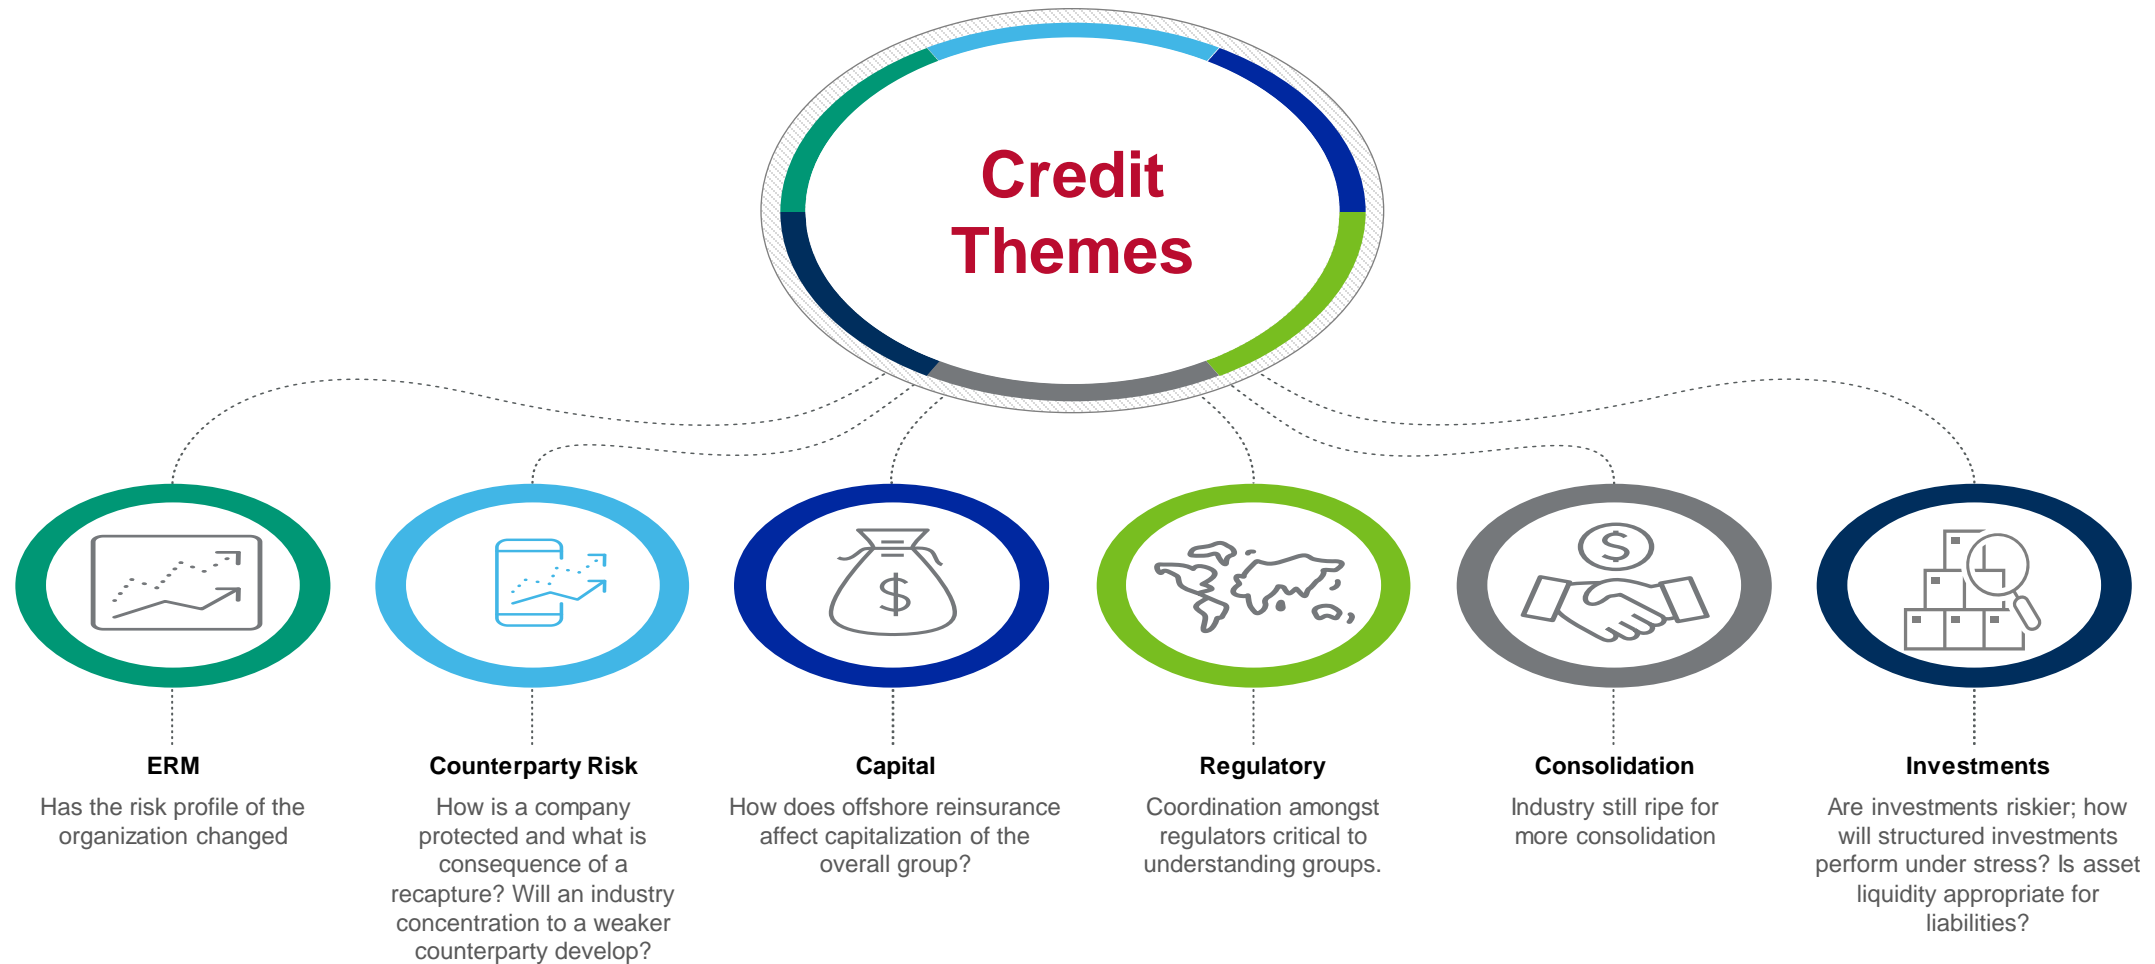 Credit
Themes
$
$
ERM
Has the risk profile of the
organization changed
Counterparty Risk
How is a company
protected and what is
consequence of a
recapture? Will an industry
concentration to a weaker
counterparty develop?
Capital
How does offshore reinsurance
affect capitalization of the
overall group?
Regulatory
Coordination amongst
regulators critical to
understanding groups.
Consolidation
Industry still ripe for
more consolidation
Investments
Are investments riskier; how
will structured investments
perform under stress? Is asset
liquidity appropriate for
liabilities?